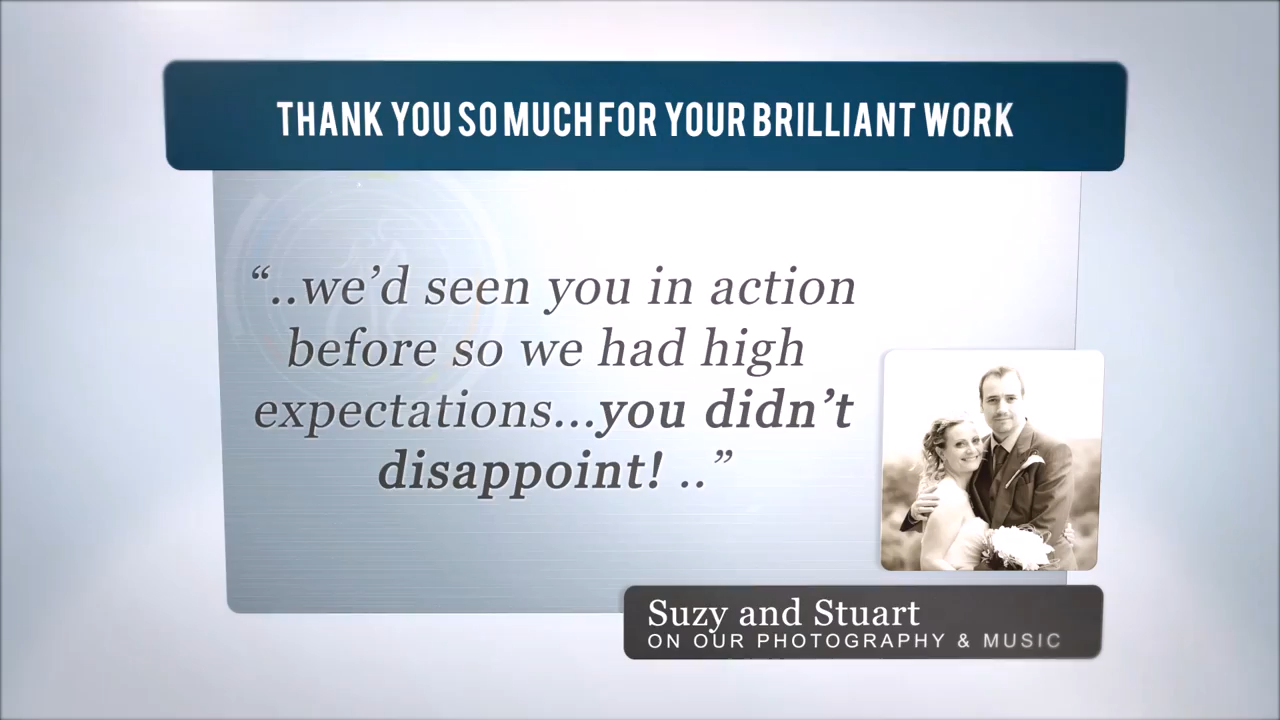 THANK YOU SO MUCH FOR YOUR BRILLIANT WORK
“..we’d seen you in action
before so we had high
expectations...you didn’t
disappoint! ..”
Suzy and Stuart
ON OUR PHOTOGRAPHY & MUSIC